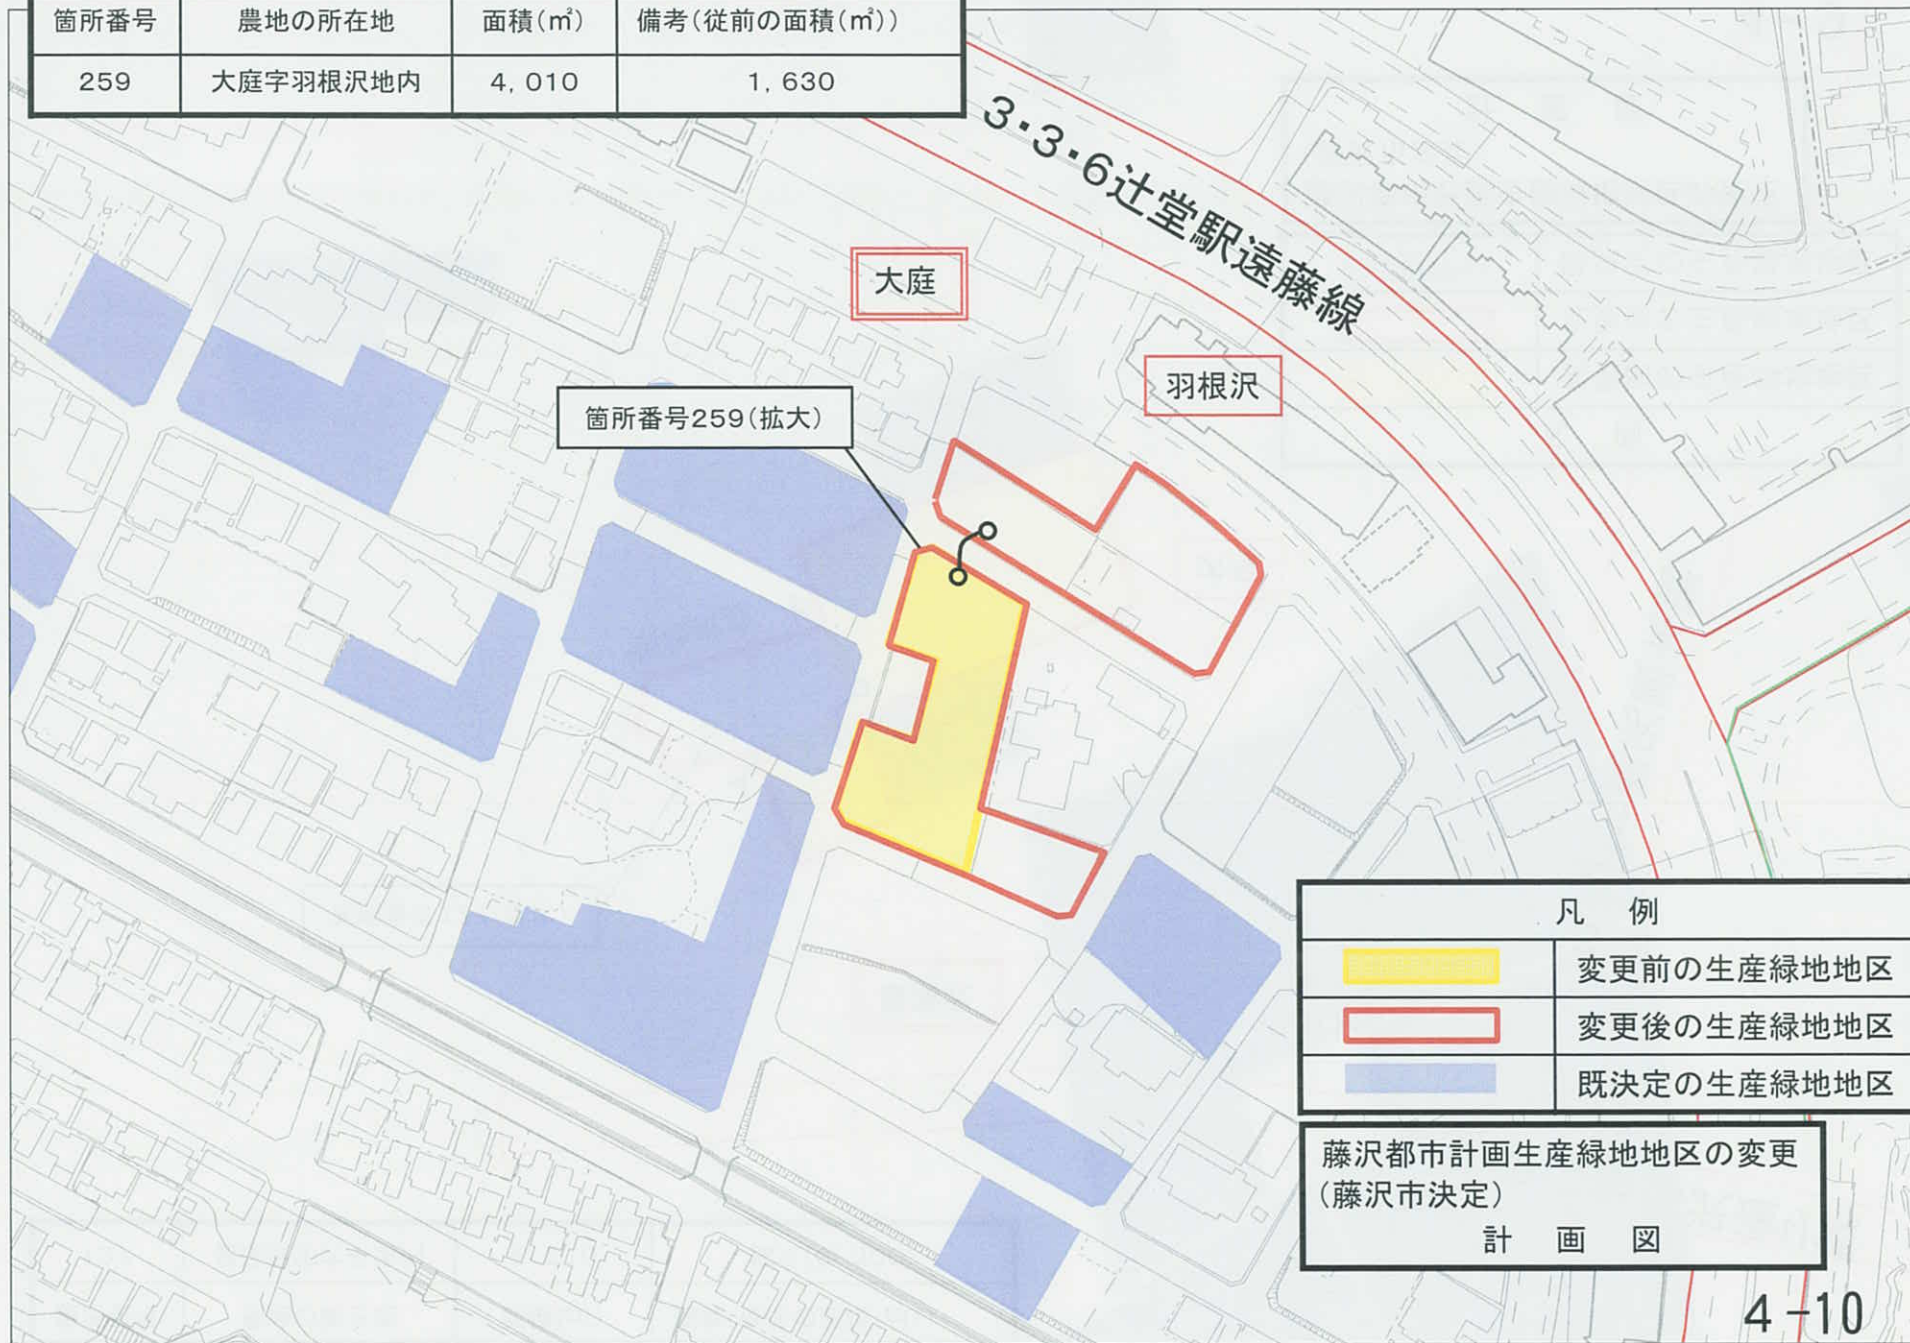 箇所番号 農地の所在地 面積(㎡) 備考(従前の面積(㎡))
259 大庭字羽根沢地内 4,010 1,630
3・3・6辻堂駅遠藤線
大庭
羽根沢
箇所番号259(拡大)
凡 例
変更前の生産緑地地区
変更後の生産緑地地区
既決定の生産緑地地区
藤沢都市計画生産緑地地区の変更
(藤沢市決定)
計 画 図
4-10